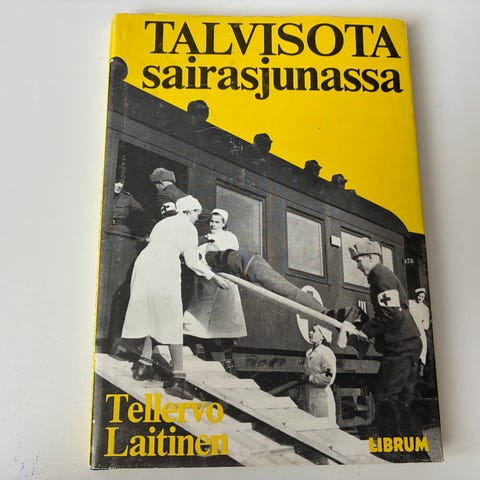 TALVISOTA
sairasjunassa
Tellervo
Laitinen
LIBRUM